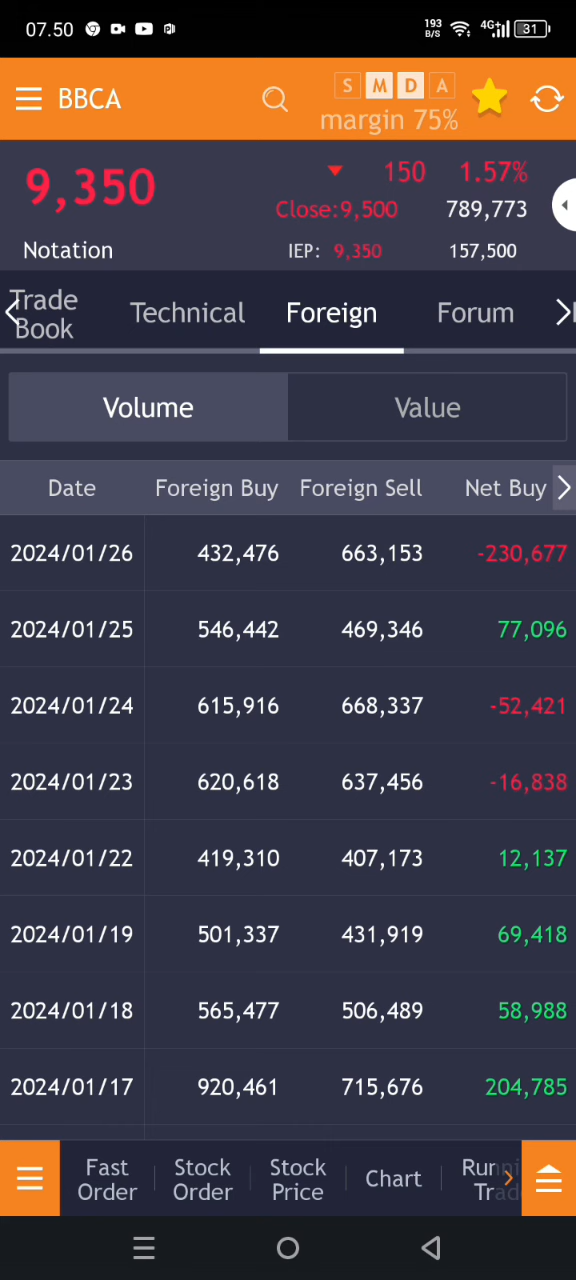 07.50 193 B/S 4G+ 31
BBCA S M D A
margin 75%
9,350 150 1.57%
Close:9,500 789,773
Notation IEP: 9,350 157,500
Trade Book Technical Foreign Forum
Volume Value
Date Foreign Buy Foreign Sell Net Buy
2024/01/26 432,476 663,153 -230,677
2024/01/25 546,442 469,346 77,096
2024/01/24 615,916 668,337 -52,421
2024/01/23 620,618 637,456 -16,838
2024/01/22 419,310 407,173 12,137
2024/01/19 501,337 431,919 69,418
2024/01/18 565,477 506,489 58,988
2024/01/17 920,461 715,676 204,785
Fast Stock Stock Chart
Order Order Price